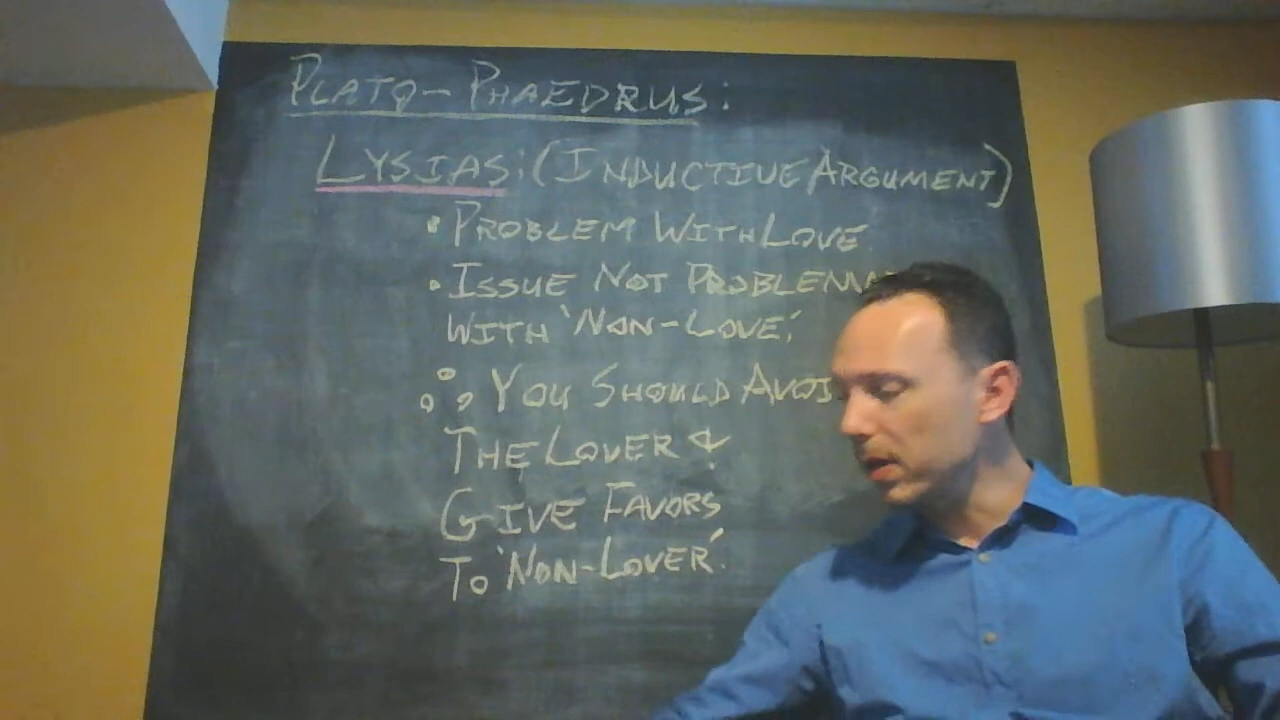 PLATO - PHAEDRUS:
LYSIAS: (INDUCTIVE ARGUMENT)
• PROBLEM WITH LOVE
• ISSUE NOT
WITH 'NON-LOVE'.
∴ YOU SHOULD
THE LOVER &
GIVE FAVORS
TO 'NON-LOVER'.